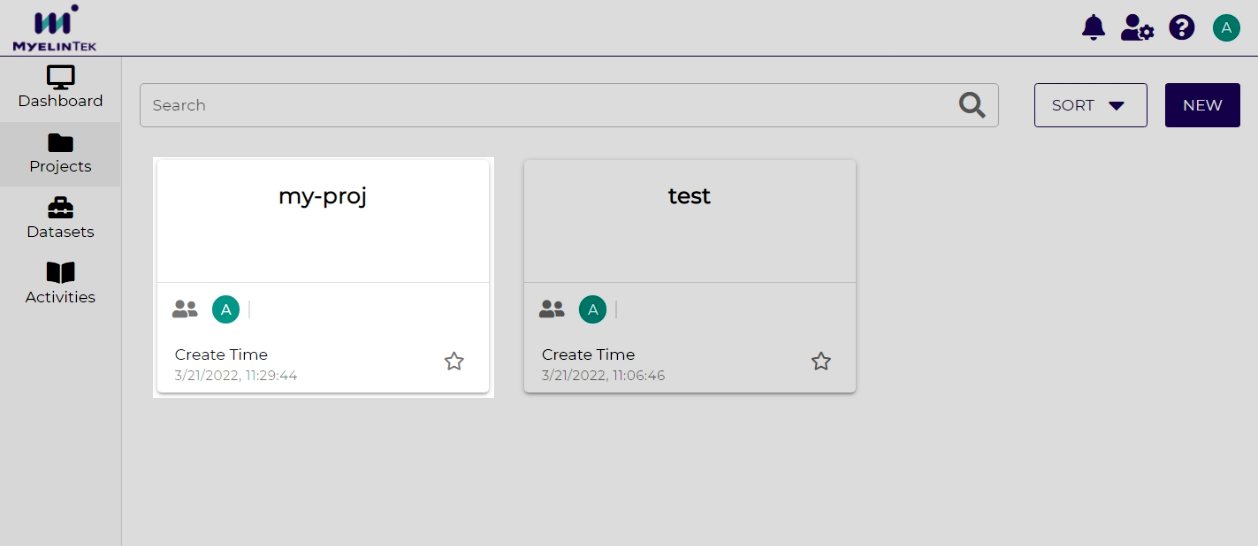 MYELINTEK
A
Dashboard
Projects
Datasets
Activities
Search
SORT
NEW
my-proj
A
Create Time
3/21/2022, 11:29:44
test
A
Create Time
3/21/2022, 11:06:46